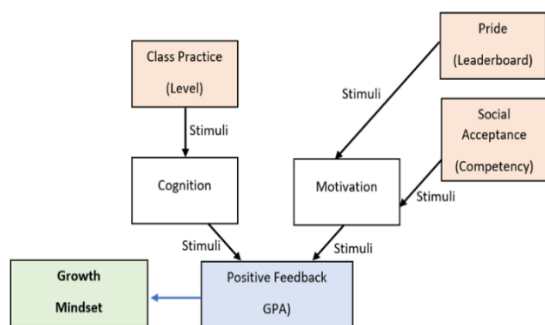 Pride
(Leaderboard)
Class Practice
(Level)
Stimuli
Social
Acceptance
(Competency)
Stimuli
Cognition
Motivation
Stimuli
Stimuli
Stimuli
Growth
Mindset
Positive Feedback
GPA)